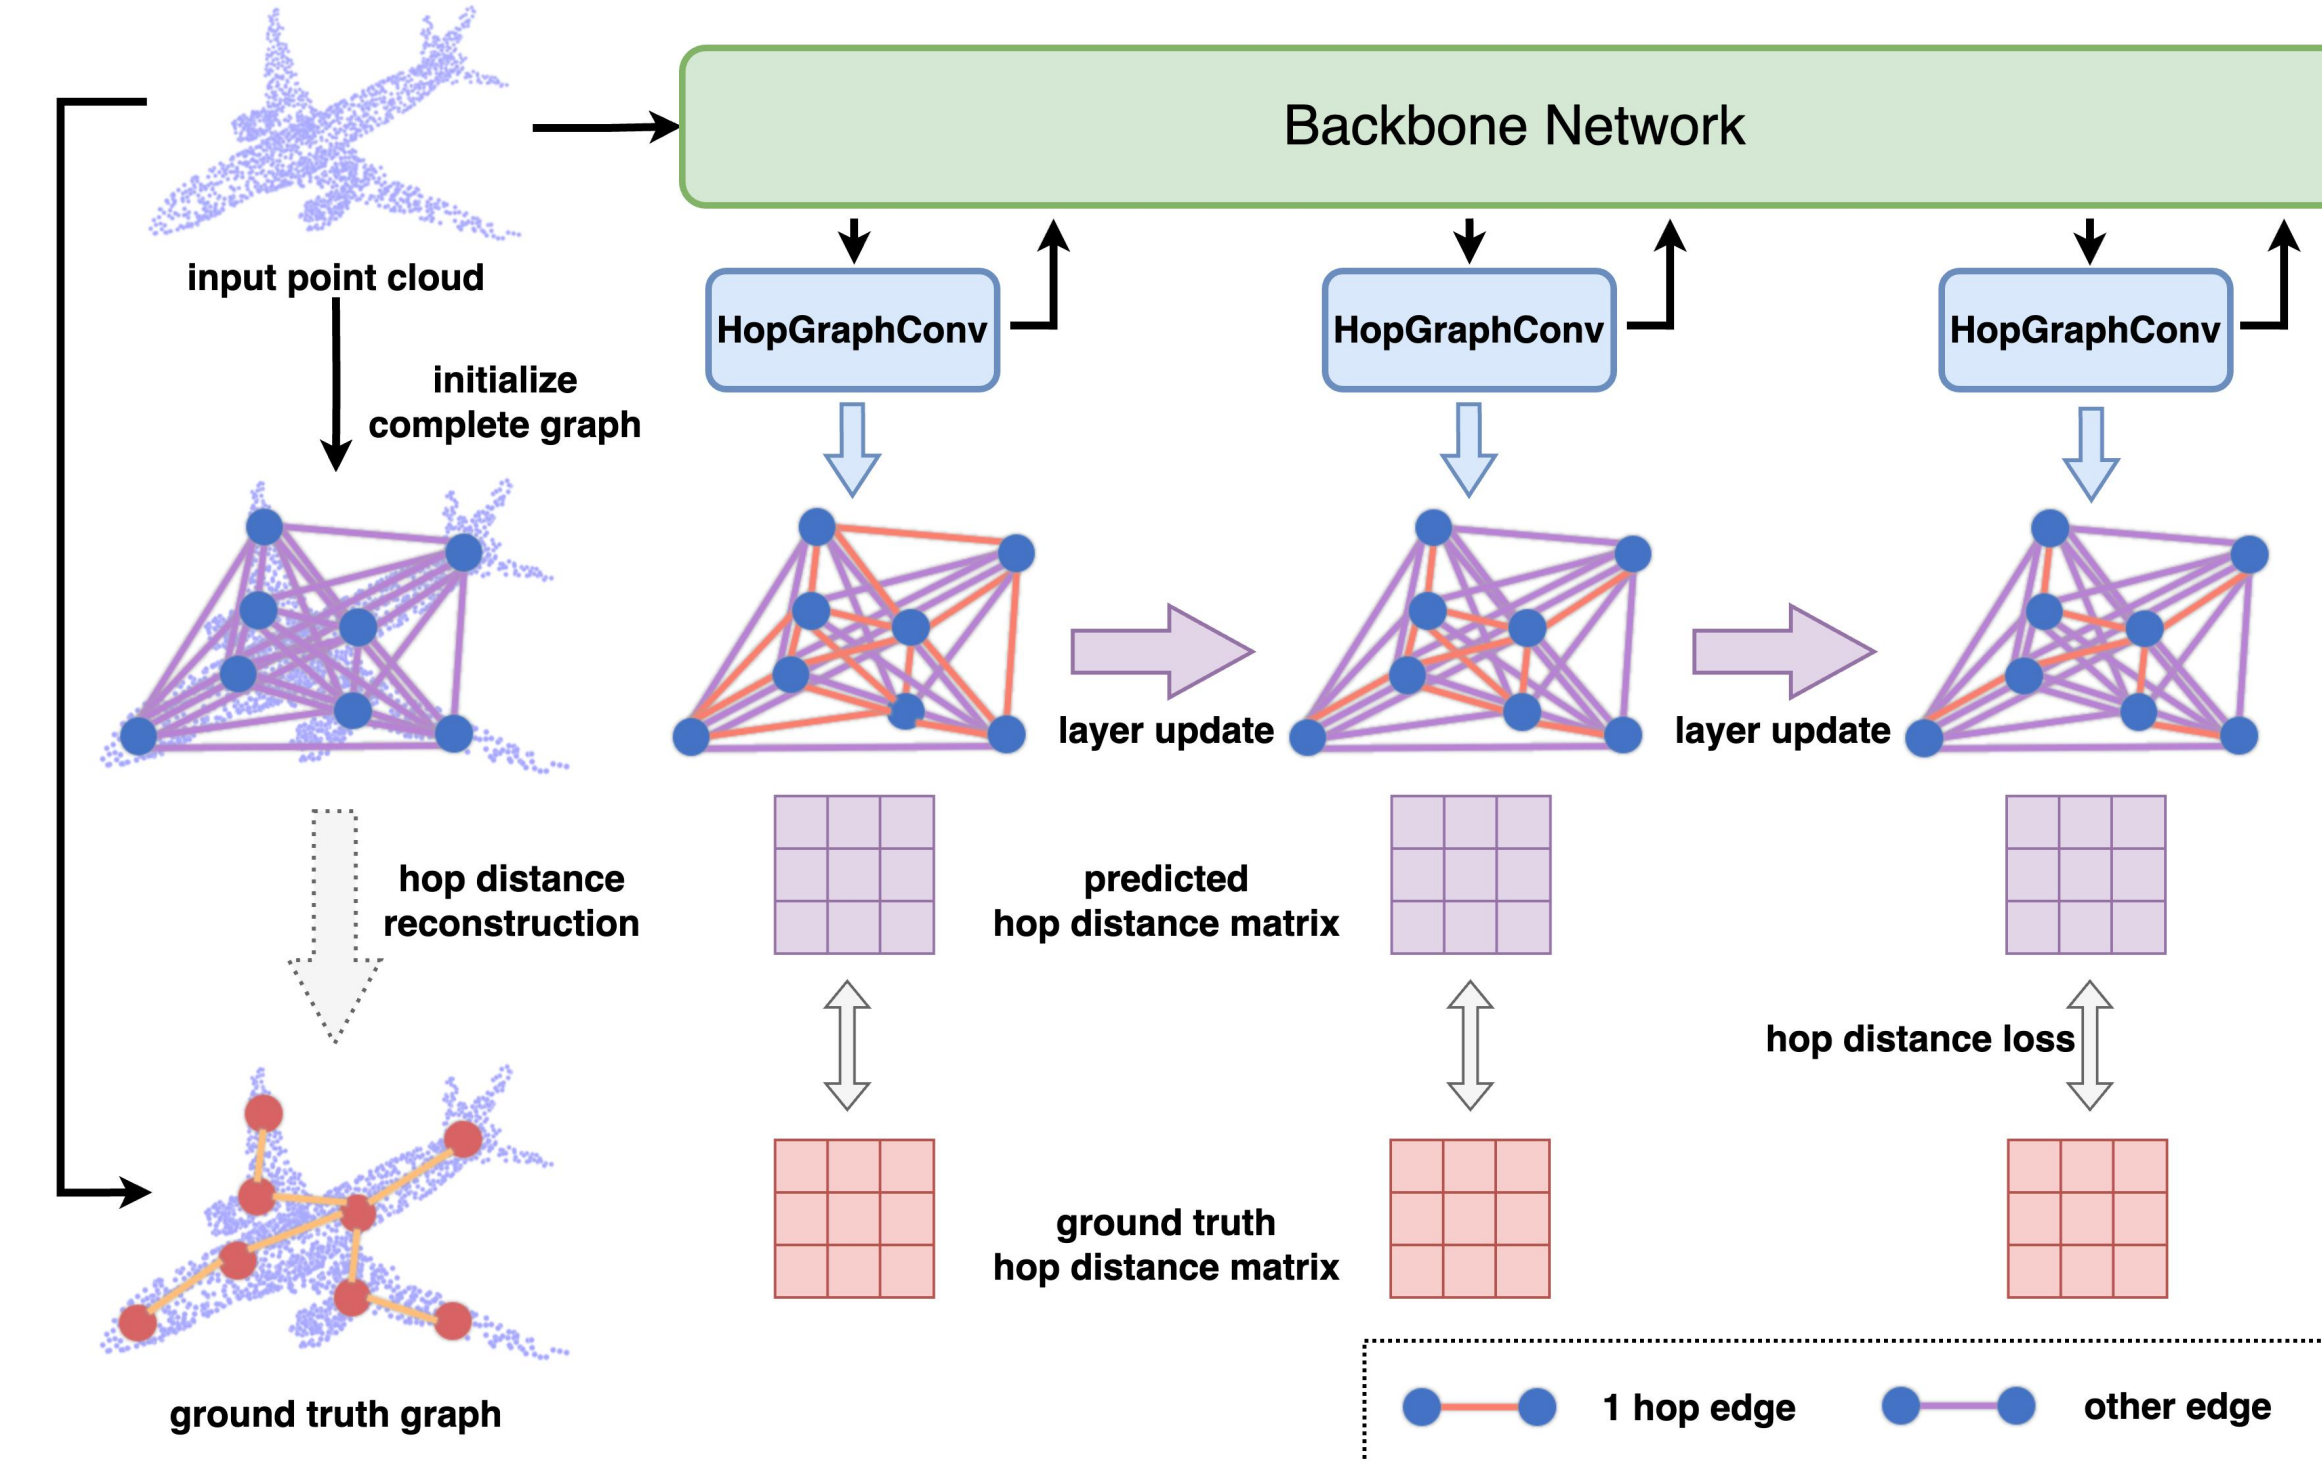 Backbone Network
input point cloud
HopGraphConv
HopGraphConv
HopGraphConv
initialize
complete graph
layer update
layer update
hop distance
reconstruction
predicted
hop distance matrix
hop distance loss
ground truth
hop distance matrix
ground truth graph
1 hop edge
other edge